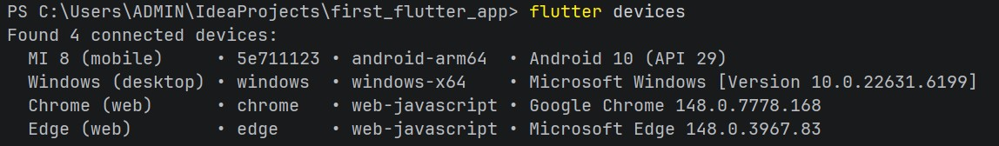 PS C:\Users\ADMIN\IdeaProjects\first_flutter_app> flutter devices
Found 4 connected devices:
  MI 8 (mobile)     • 5e711123 • android-arm64  • Android 10 (API 29)
  Windows (desktop) • windows  • windows-x64    • Microsoft Windows [Version 10.0.22631.6199]
  Chrome (web)      • chrome   • web-javascript • Google Chrome 148.0.7778.168
  Edge (web)        • edge     • web-javascript • Microsoft Edge 148.0.3967.83